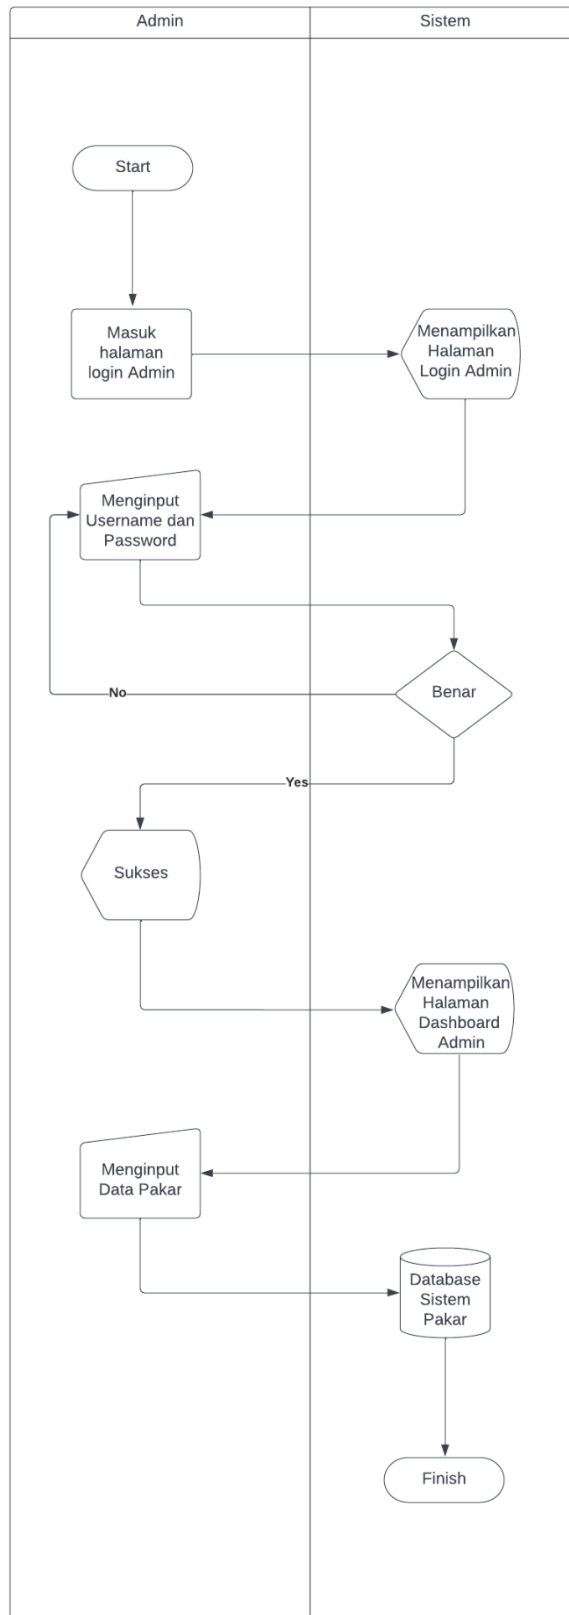 Admin
Sistem
Start
Masuk
halaman
login Admin
Menampilkan
Halaman
Login Admin
Menginput
Username dan
Password
Benar
No
Yes
Sukses
Menampilkan
Halaman
Dashboard
Admin
Menginput
Data Pakar
Database
Sistem
Pakar
Finish